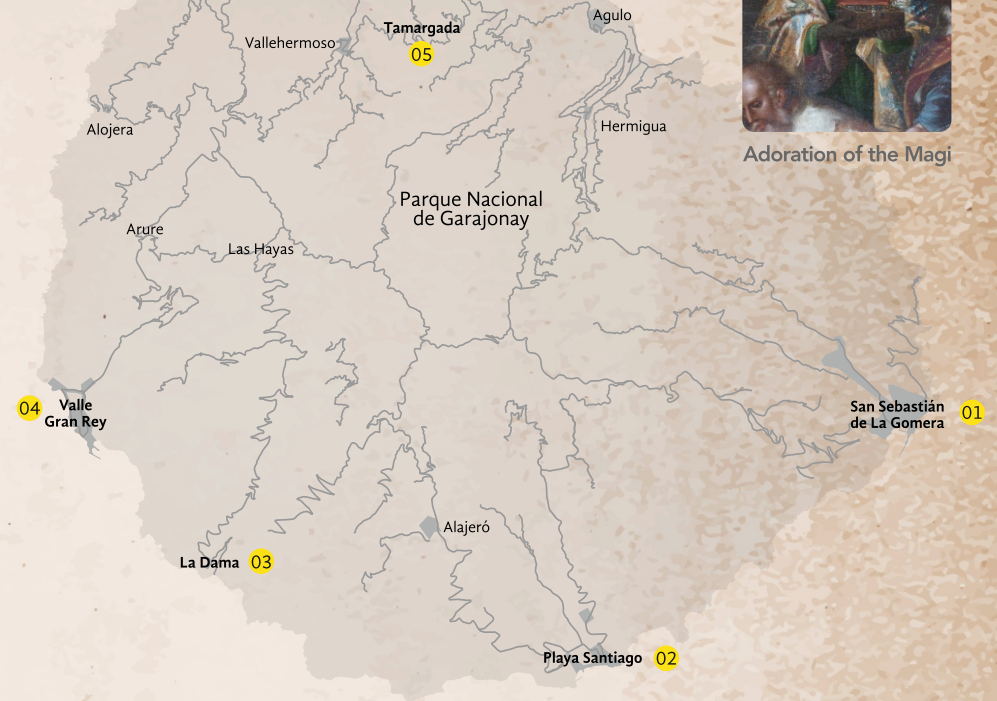 Agulo
Tamargada
Vallehermoso
05
Alojera
Hermigua
Adoration of the Magi
Parque Nacional
de Garajonay
Arure
Las Hayas
04
Valle
Gran Rey
San Sebastián
de La Gomera
01
Alajeró
La Dama
03
Playa Santiago
02